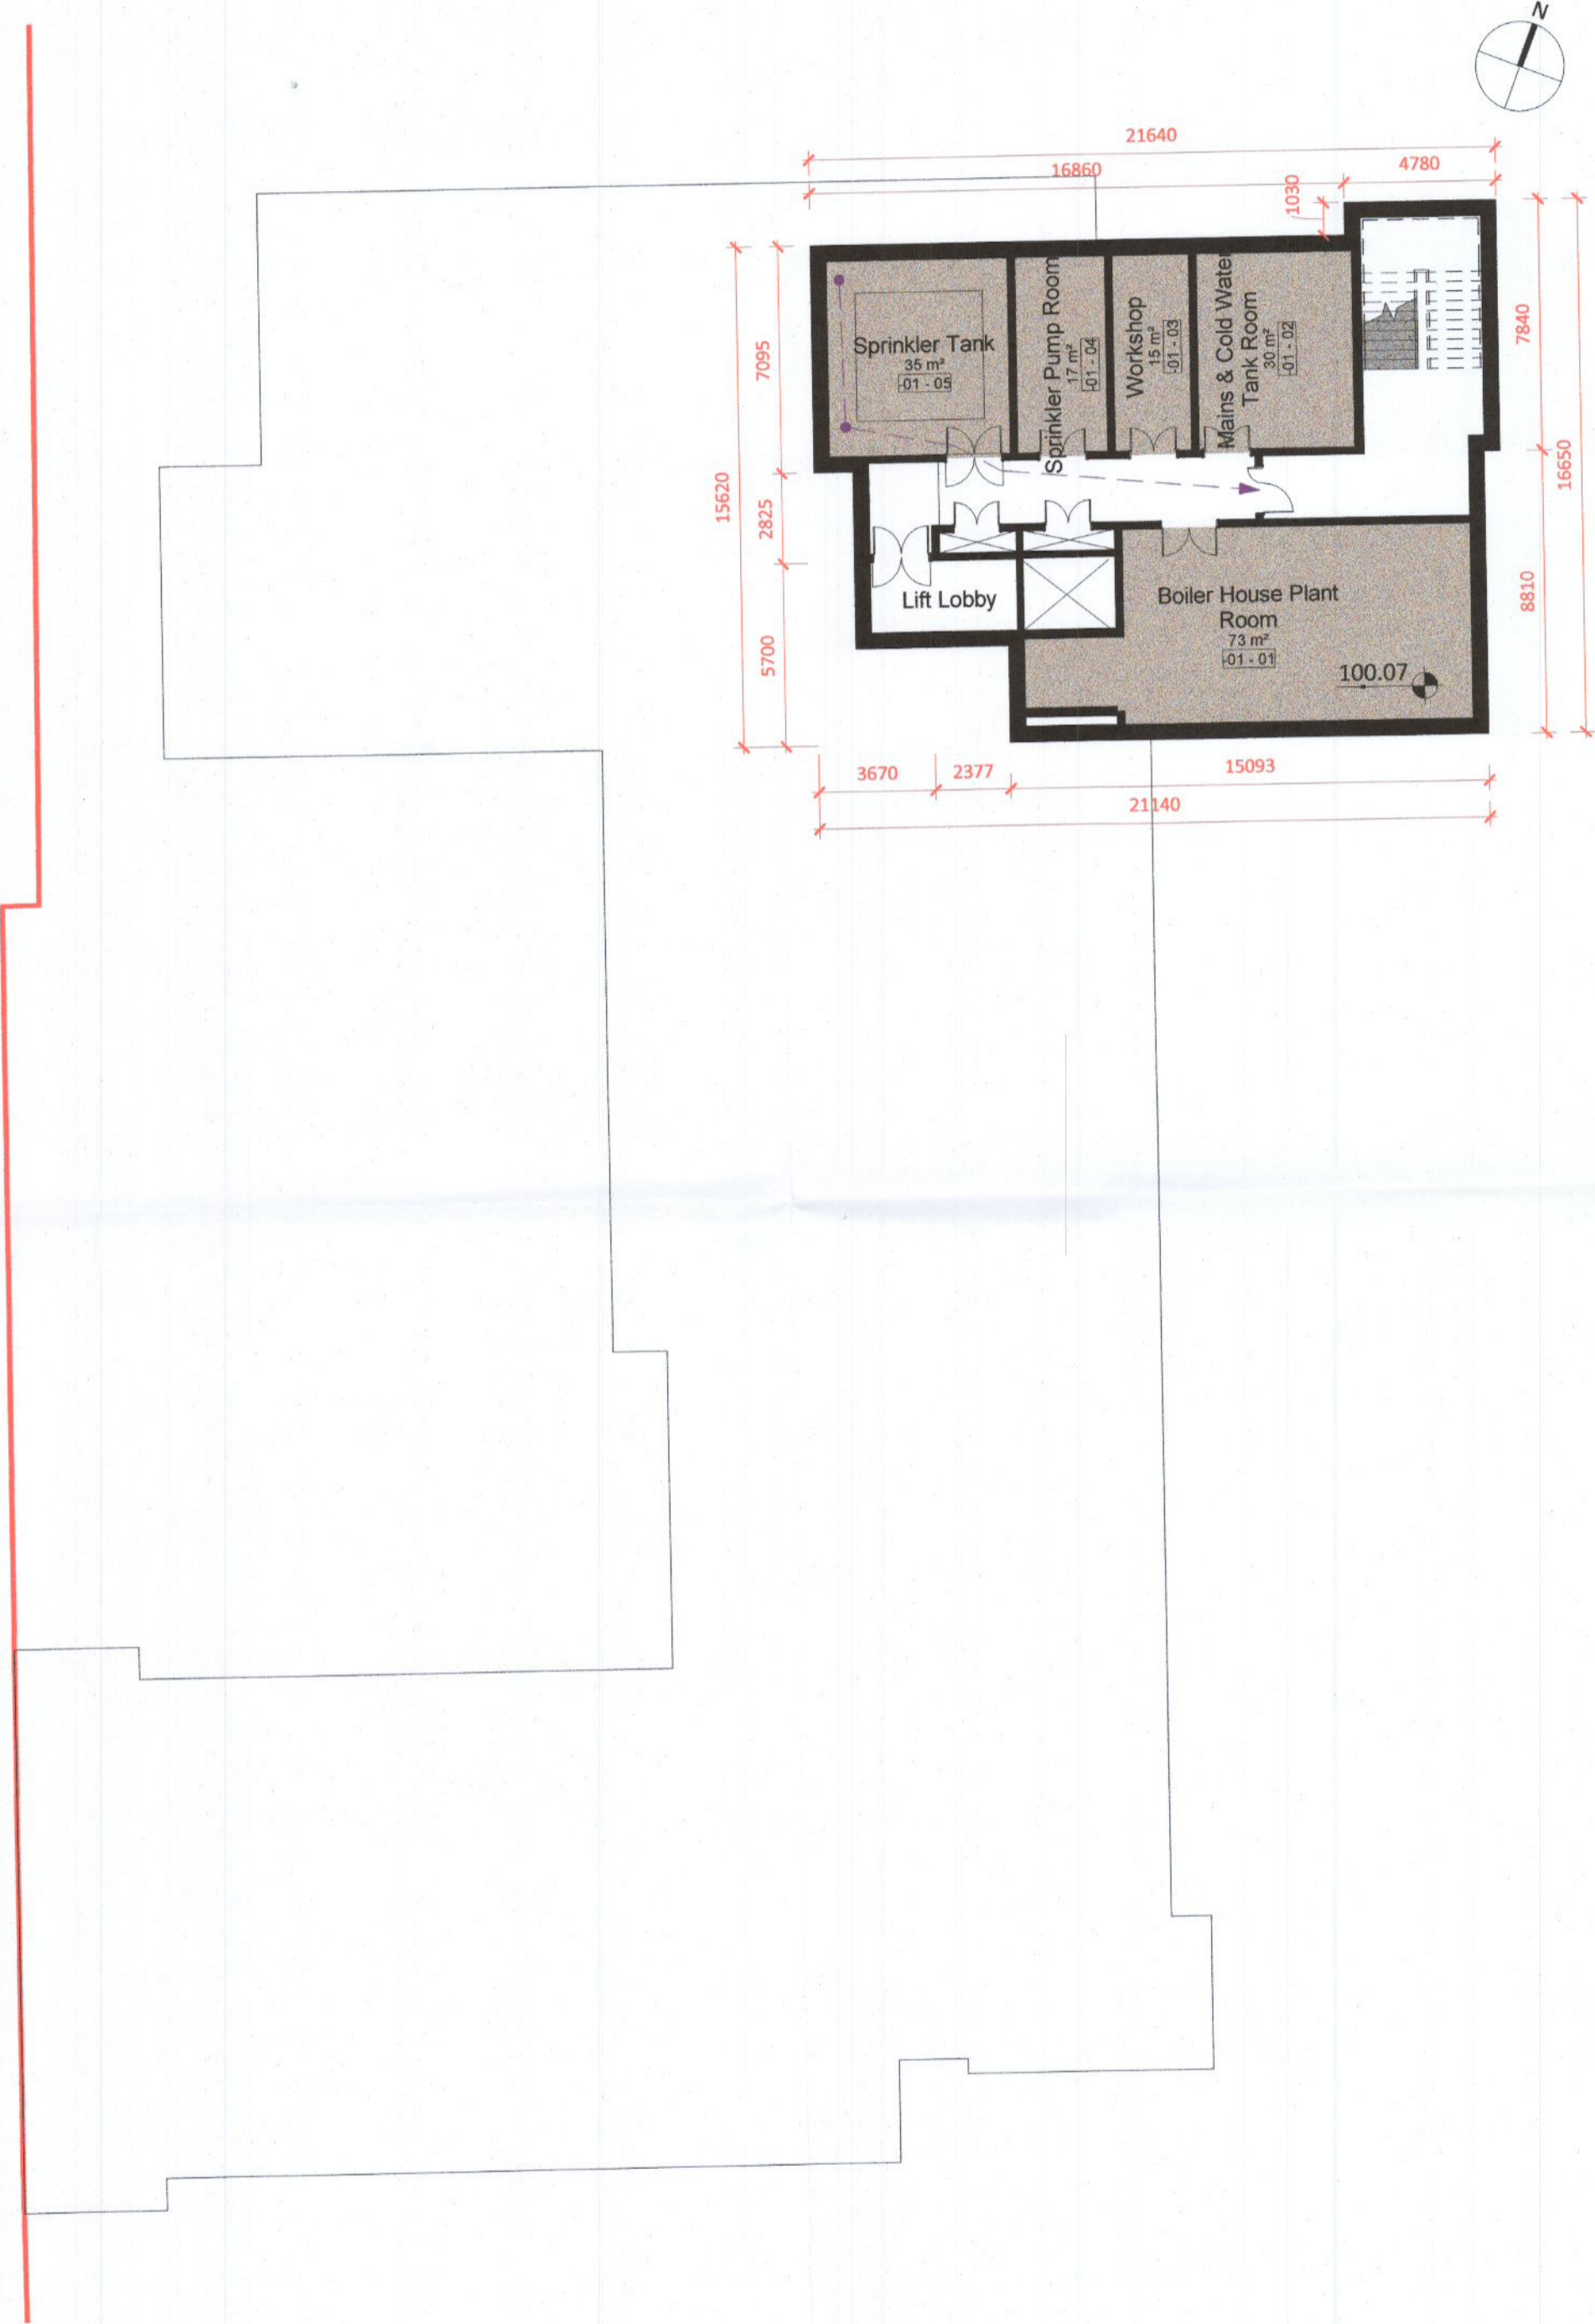 N
21640
16860
4780
1030
7095
2825
5700
15620
7840
8810
16650
Sprinkler Tank
35 m²
-01 - 05
Sprinkler Pump Room
17 m²
-01 - 04
Workshop
15 m²
-01 - 03
Mains & Cold Water
Tank Room
30 m²
-01 - 02
Lift Lobby
Boiler House Plant
Room
73 m²
-01 - 01
100.07
3670
2377
15093
21140